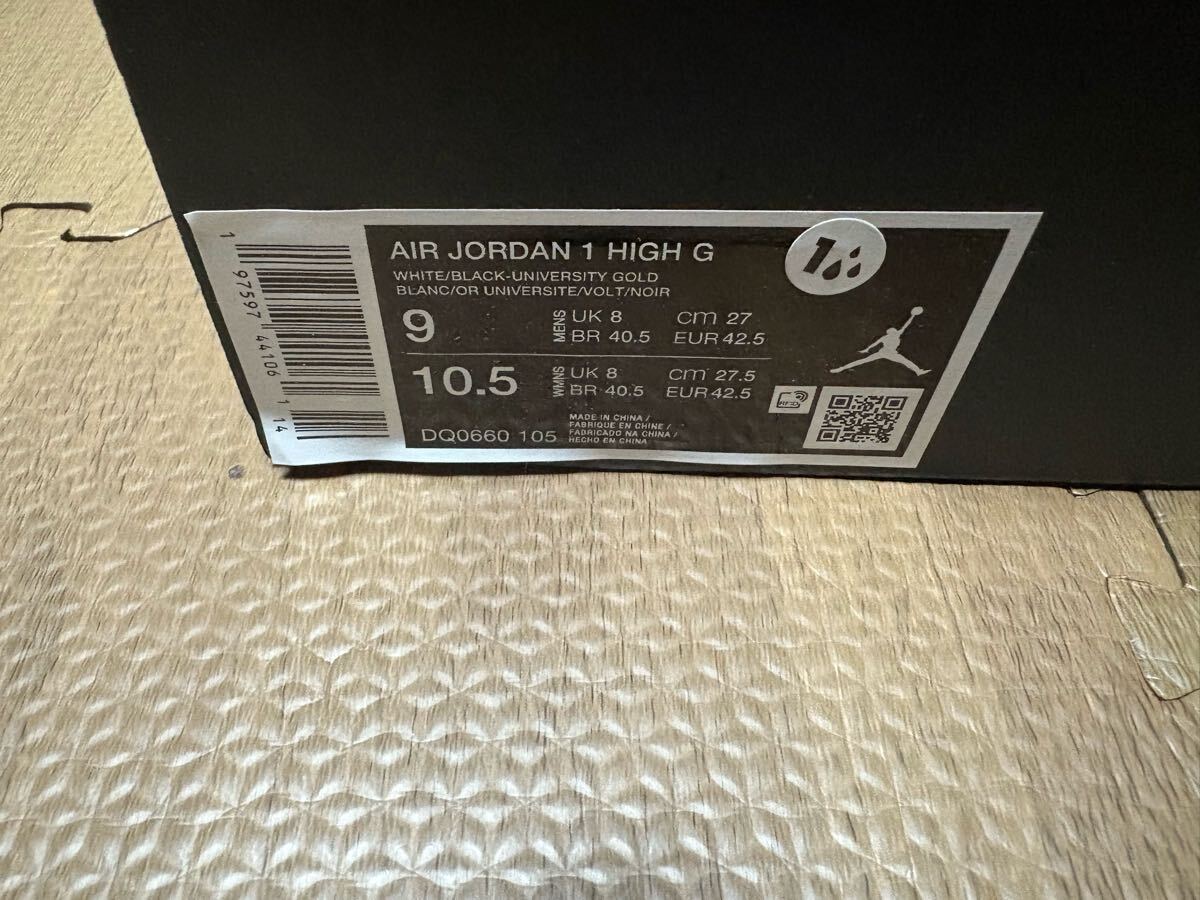 AIR JORDAN 1 HIGH G
WHITE/BLACK-UNIVERSITY GOLD
BLANC/OR UNIVERSITE/VOLT/NOIR
9 MENS UK 8 cm 27
BR 40.5 EUR 42.5
10.5 WMNS UK 8 cm 27.5
BR 40.5 EUR 42.5
DQ0660 105
MADE IN CHINA /
FABRIQUE EN CHINE /
FABRICADO NA CHINA /
HECHO EN CHINA
RFID
1
1 97597 44106 1 14